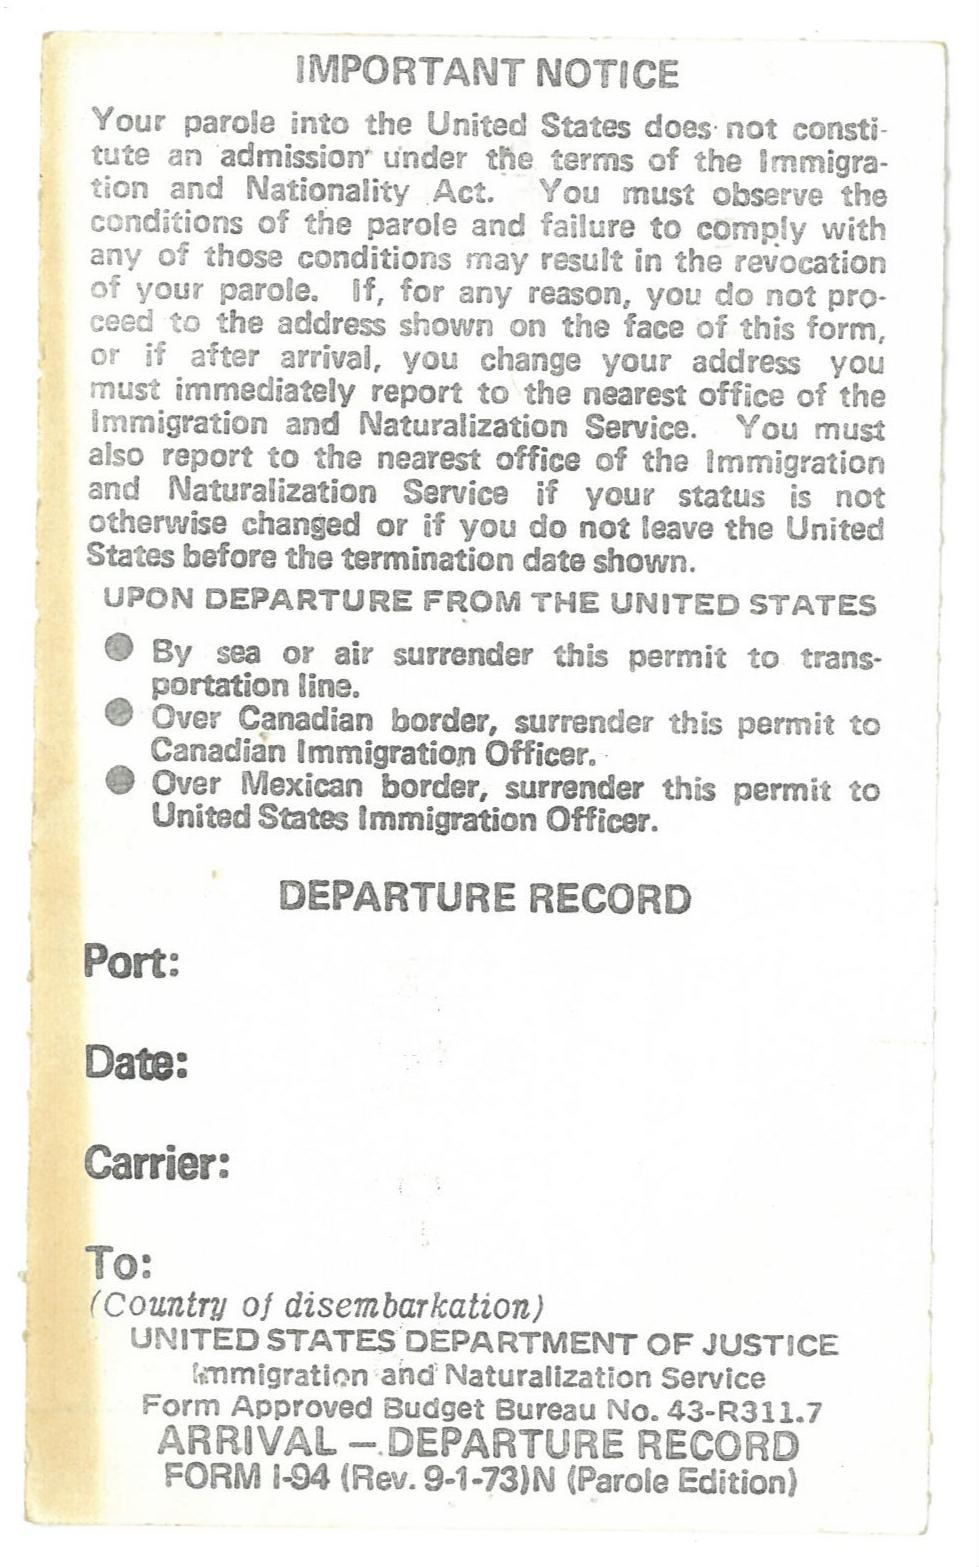 IMPORTANT NOTICE
Your parole into the United States does not consti-
tute an admission under the terms of the Immigra-
tion and Nationality Act. You must observe the
conditions of the parole and failure to comply with
any of those conditions may result in the revocation
of your parole. If, for any reason, you do not pro-
ceed to the address shown on the face of this form,
or if after arrival, you change your address you
must immediately report to the nearest office of the
Immigration and Naturalization Service. You must
also report to the nearest office of the Immigration
and Naturalization Service if your status is not
otherwise changed or if you do not leave the United
States before the termination date shown.
UPON DEPARTURE FROM THE UNITED STATES
● By sea or air surrender this permit to trans-
portation line.
● Over Canadian border, surrender this permit to
Canadian Immigration Officer.
● Over Mexican border, surrender this permit to
United States Immigration Officer.
DEPARTURE RECORD
Port:
Date:
Carrier:
To:
(Country of disembarkation)
UNITED STATES DEPARTMENT OF JUSTICE
Immigration and Naturalization Service
Form Approved Budget Bureau No. 43-R311.7
ARRIVAL — DEPARTURE RECORD
FORM I-94 (Rev. 9-1-73)N (Parole Edition)